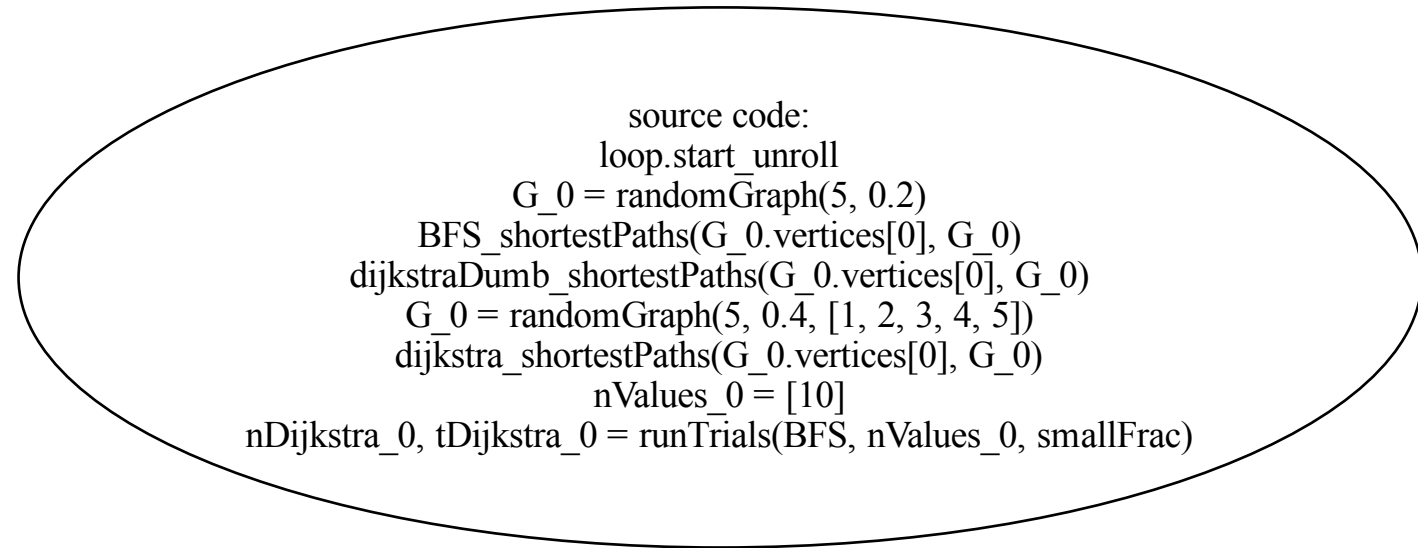 source code:
loop.start_unroll
G_0 = randomGraph(5, 0.2)
BFS_shortestPaths(G_0.vertices[0], G_0)
dijkstraDumb_shortestPaths(G_0.vertices[0], G_0)
G_0 = randomGraph(5, 0.4, [1, 2, 3, 4, 5])
dijkstra_shortestPaths(G_0.vertices[0], G_0)
nValues_0 = [10]
nDijkstra_0, tDijkstra_0 = runTrials(BFS, nValues_0, smallFrac)